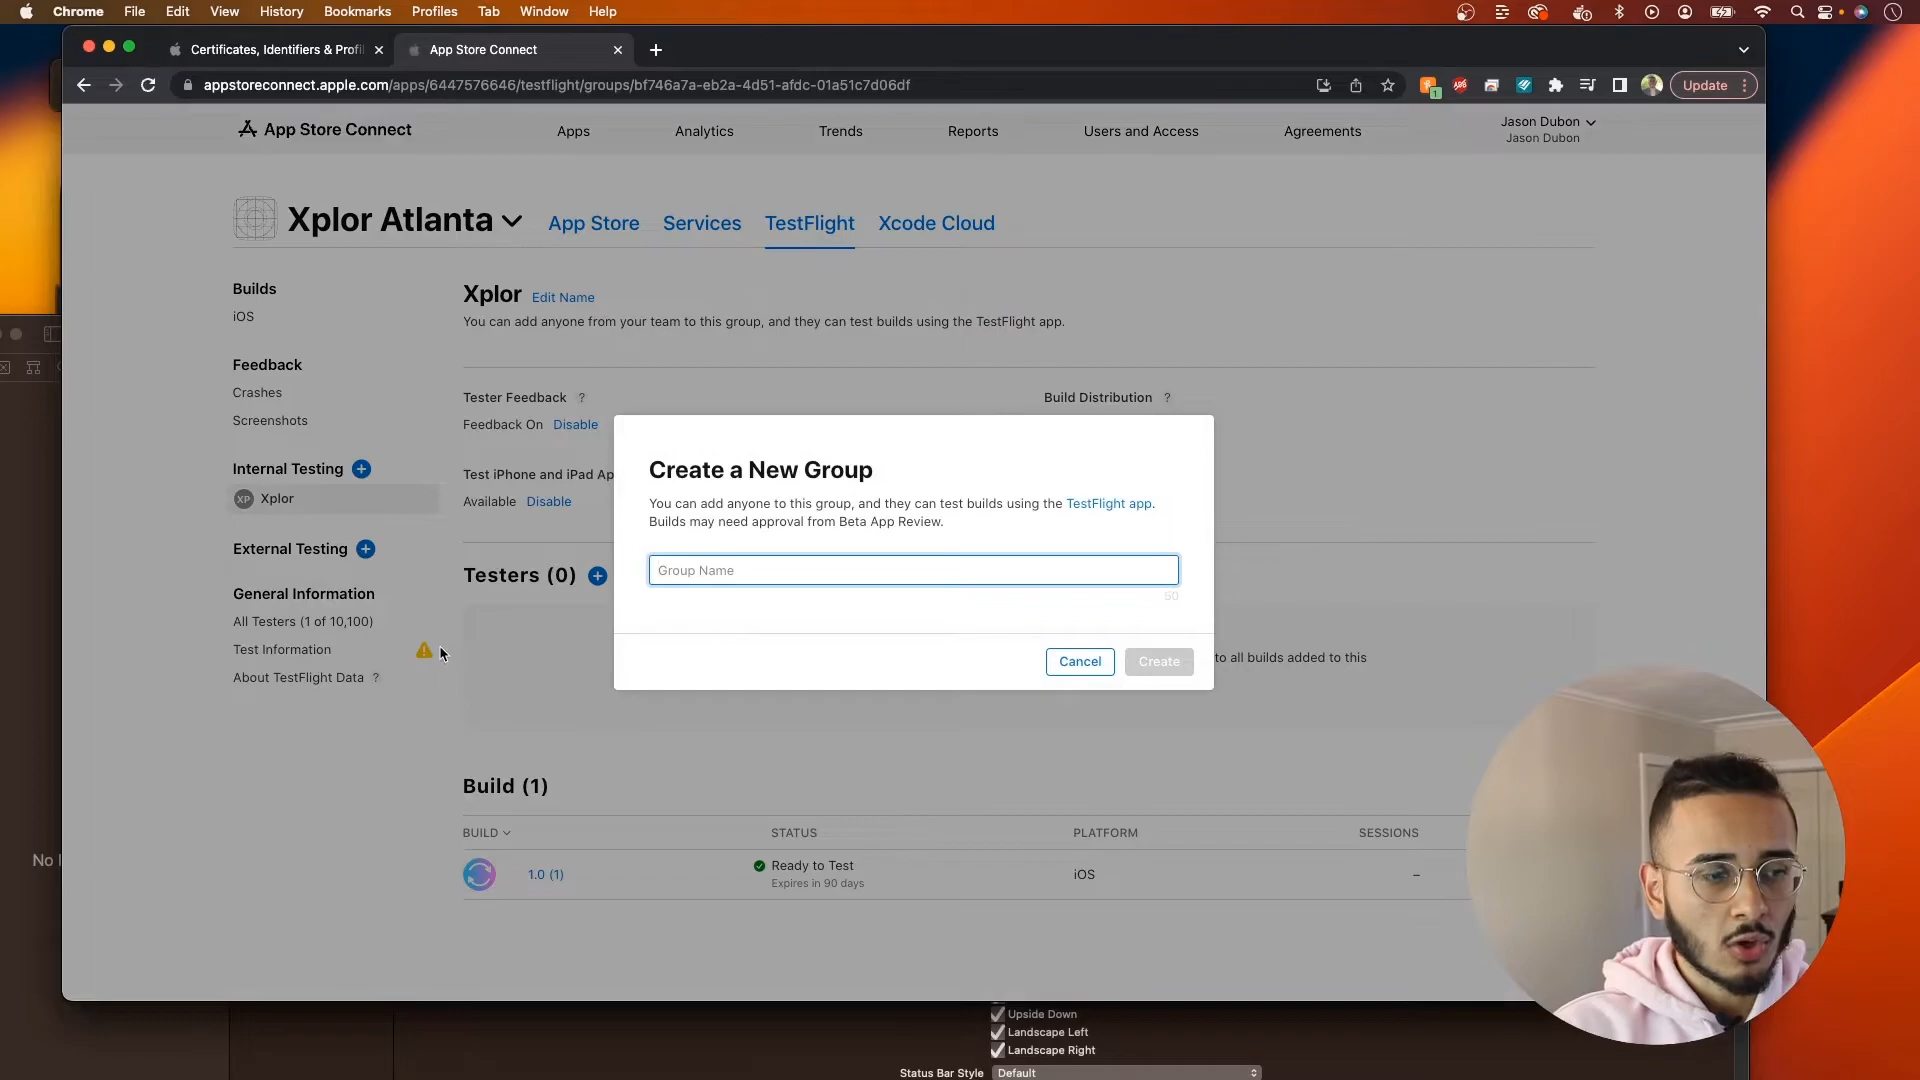 Chrome File Edit View History Bookmarks Profiles Tab Window Help
Certificates, Identifiers & Profi
App Store Connect
appstoreconnect.apple.com/apps/6447576646/testflight/groups/bf746a7a-eb2a-4d51-afdc-01a51c7d06df
1
Update
App Store Connect
Apps
Analytics
Trends
Reports
Users and Access
Agreements
Jason Dubon
Jason Dubon
Xplor Atlanta
App Store
Services
TestFlight
Xcode Cloud
Builds
iOS
Feedback
Crashes
Screenshots
Internal Testing
XP Xplor
External Testing
General Information
All Testers (1 of 10,100)
Test Information
About TestFlight Data ?
Xplor Edit Name
You can add anyone from your team to this group, and they can test builds using the TestFlight app.
Tester Feedback ?
Feedback On Disable
Build Distribution ?
Test iPhone and iPad Ap
Available Disable
Testers (0)
to all builds added to this
Create a New Group
You can add anyone to this group, and they can test builds using the TestFlight app.
Builds may need approval from Beta App Review.
Group Name
50
Cancel
Create
Build (1)
BUILD STATUS PLATFORM SESSIONS
1.0 (1) Ready to Test iOS –
Expires in 90 days
No
Upside Down
Landscape Left
Landscape Right
Status Bar Style Default